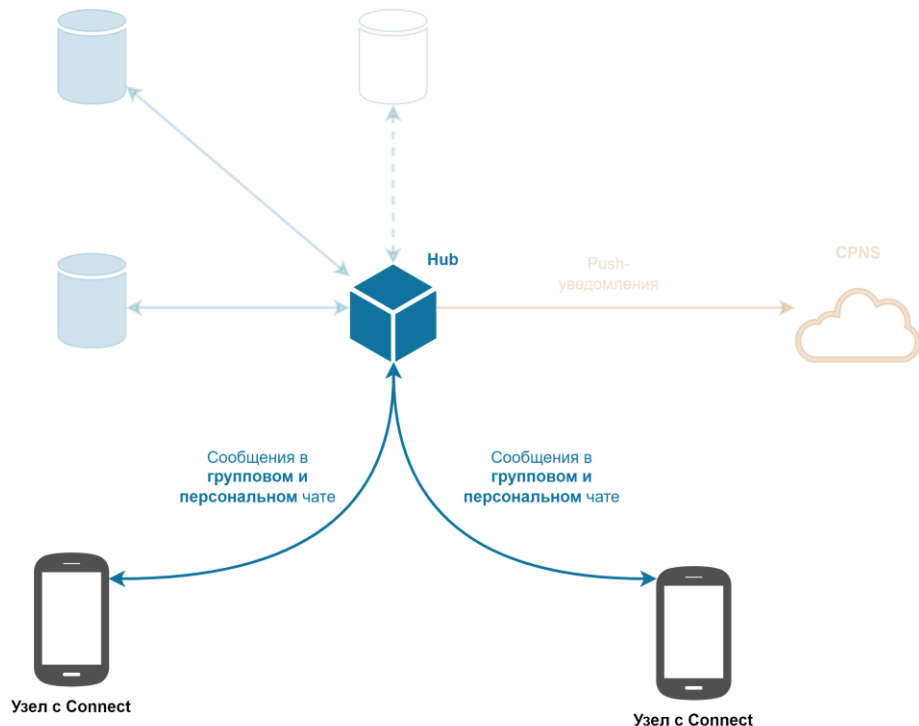 Hub
CPNS
Push-
уведомления
Сообщения в
групповом и
персональном чате
Сообщения в
групповом и
персональном чате
Узел с Connect
Узел с Connect